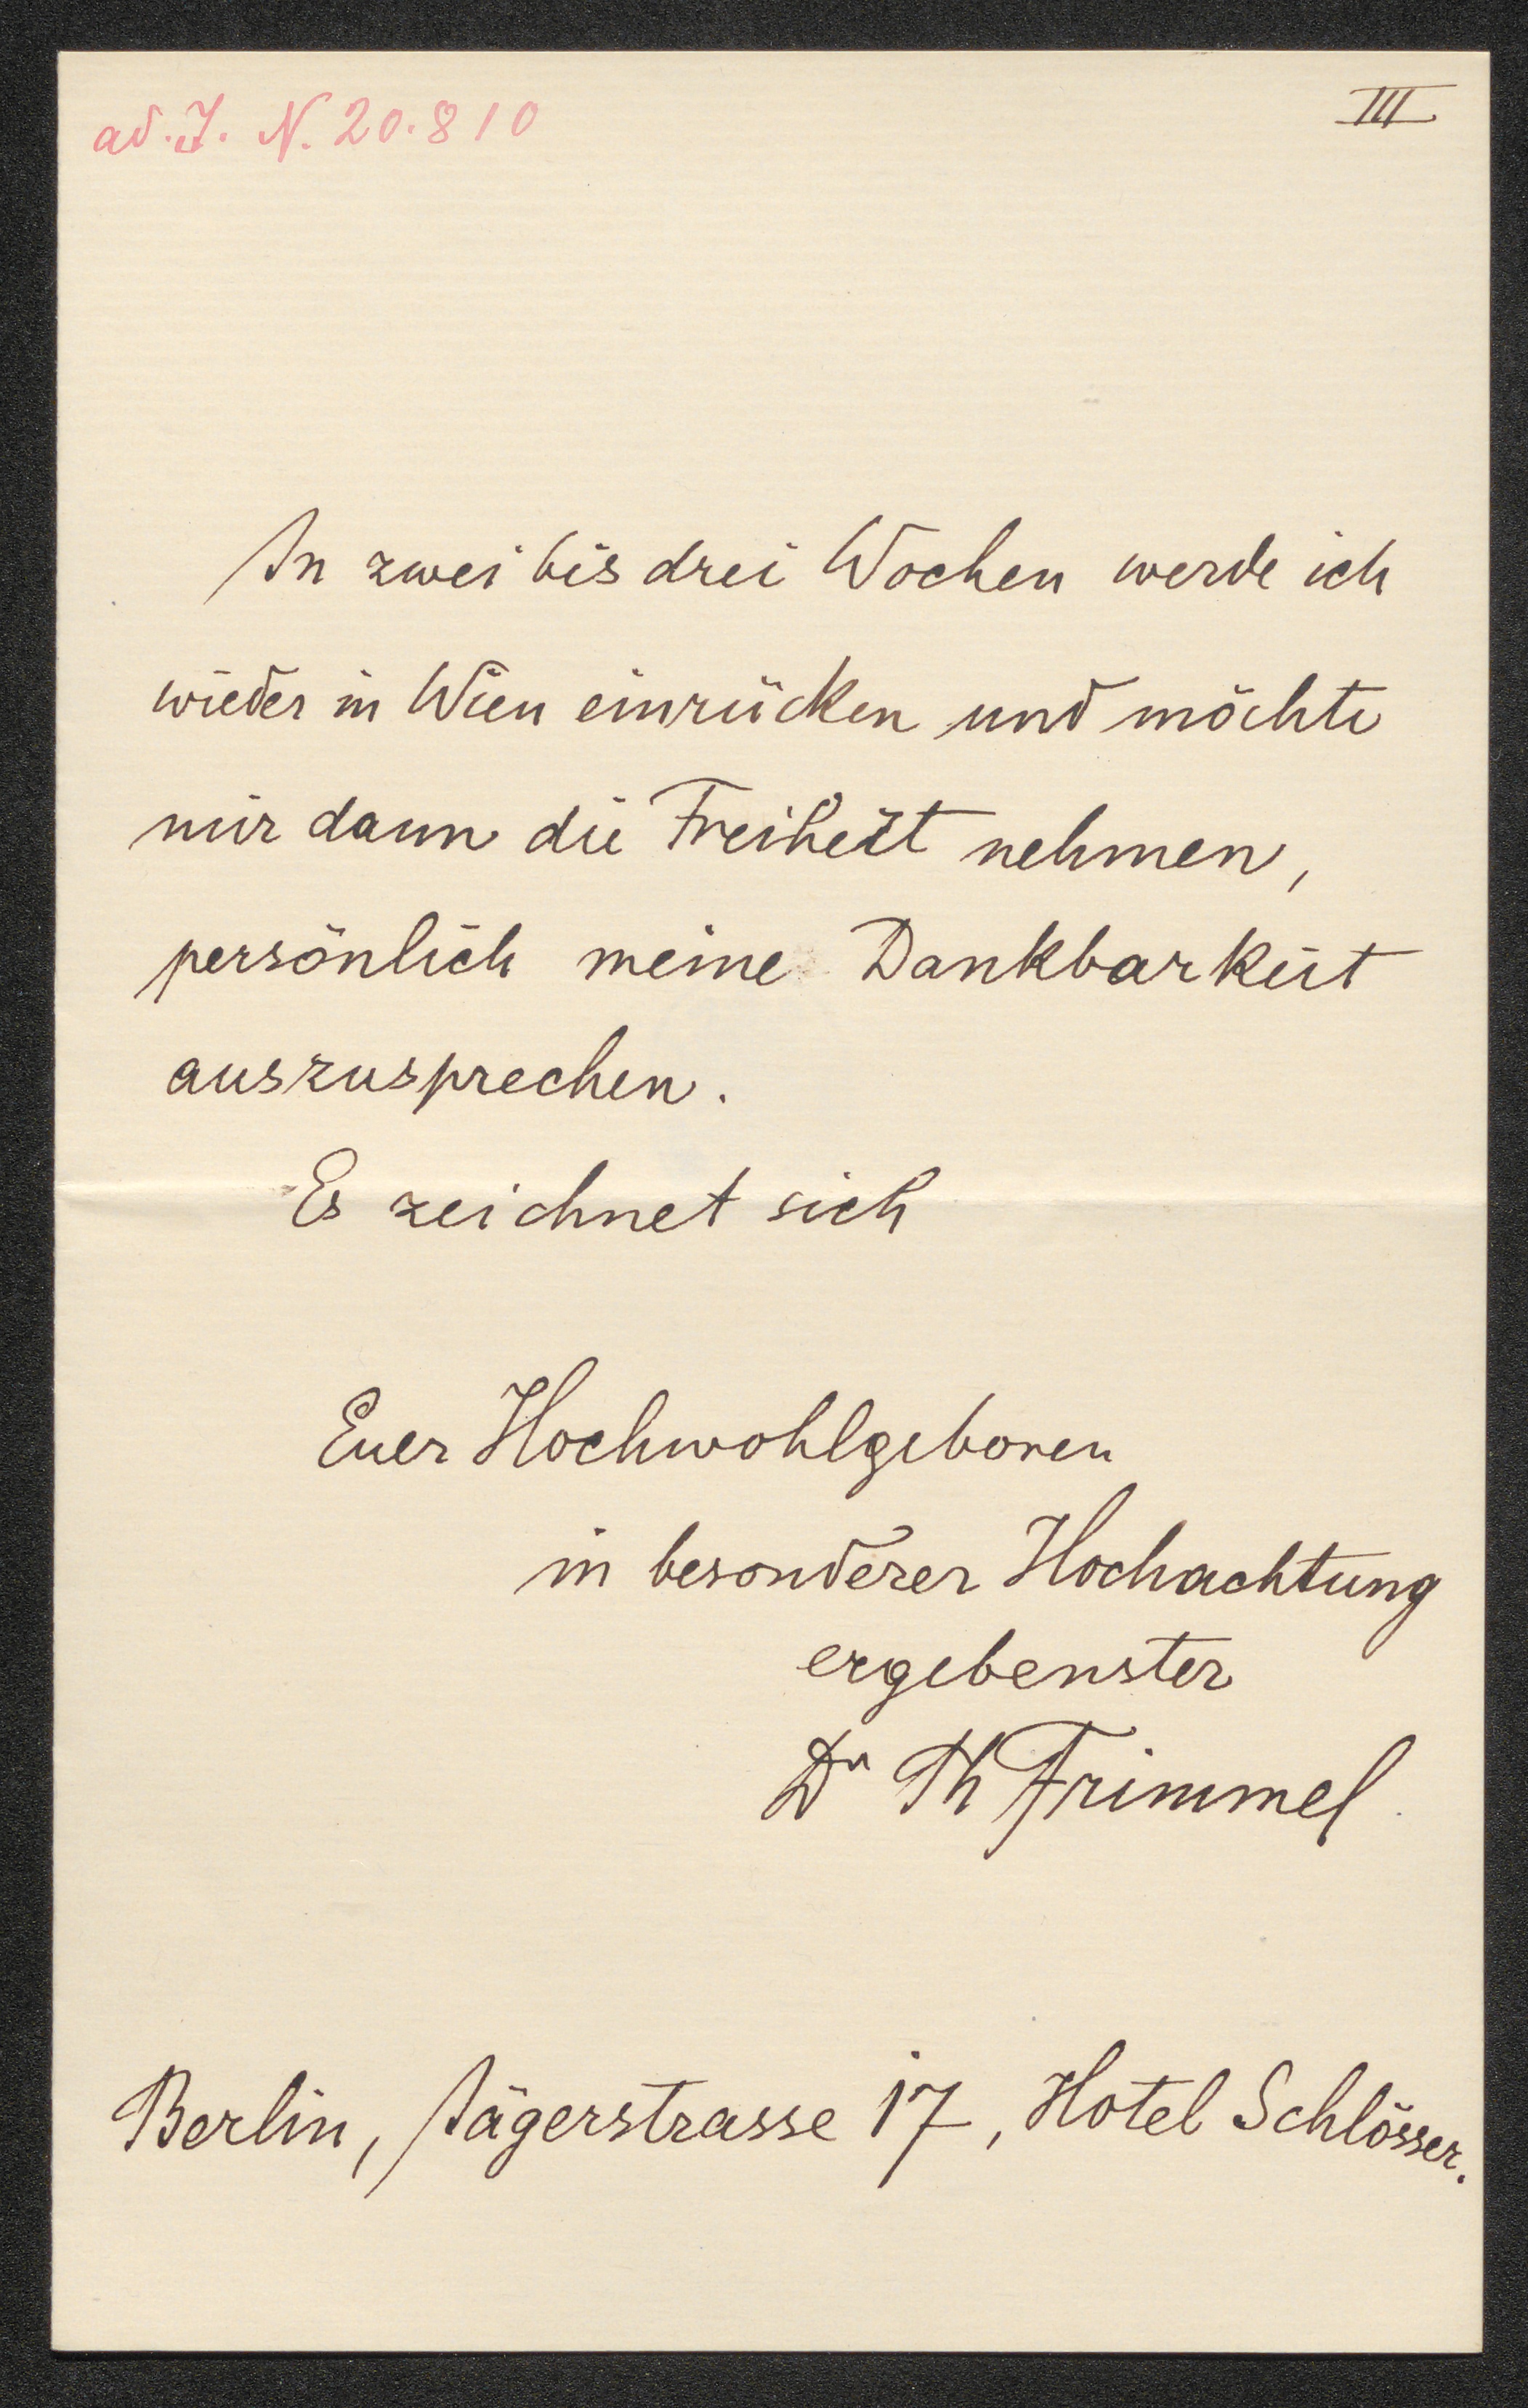 ad. I. N. 20.810
III
In zwei bis drei Wochen werde ich
wieder in Wien einrücken und möchte
mir dann die Freiheit nehmen,
persönlich meine Dankbarkeit
auszusprechen.
Es zeichnet sich
Euer Hochwohlgeboren
in besonderer Hochachtung
ergebenster
Dr Th Frimmel
Berlin, Jägerstrasse 17, Hotel Schlösser.